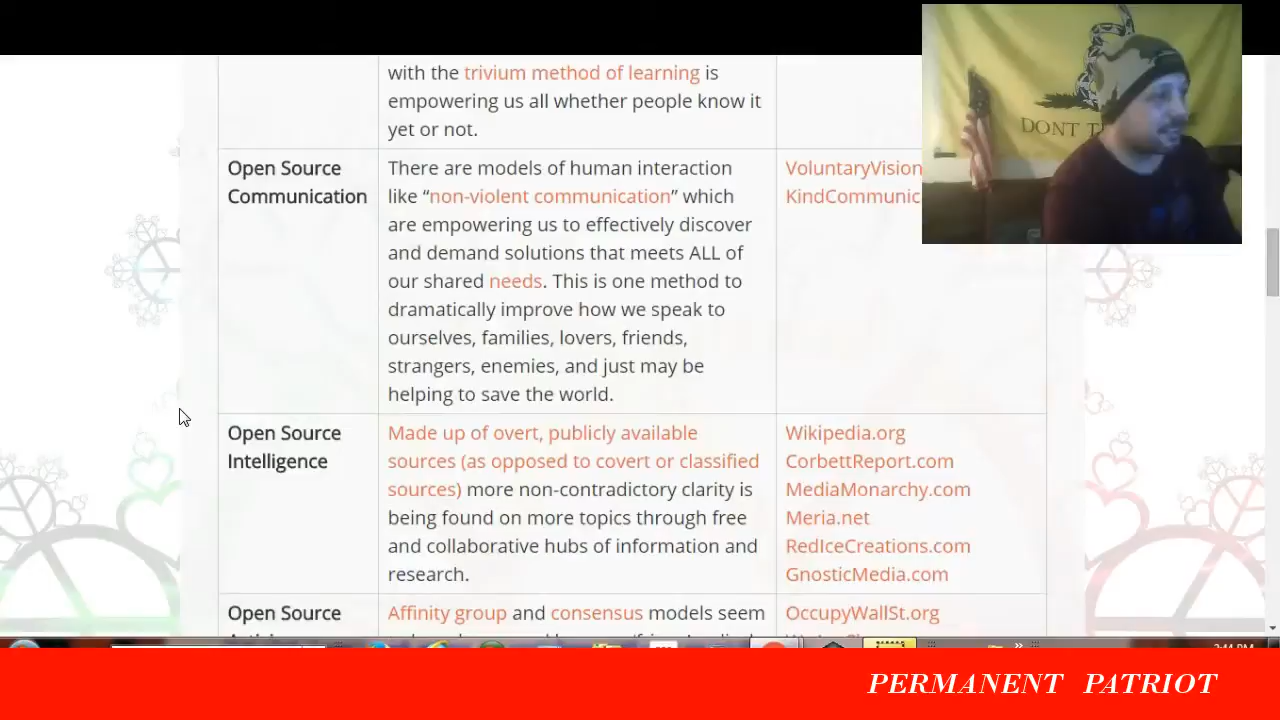 with the trivium method of learning is
empowering us all whether people know it
yet or not.
Open Source
Communication
There are models of human interaction
like “non-violent communication” which
are empowering us to effectively discover
and demand solutions that meets ALL of
our shared needs. This is one method to
dramatically improve how we speak to
ourselves, families, lovers, friends,
strangers, enemies, and just may be
helping to save the world.
VoluntaryVision
KindCommunic
Open Source
Intelligence
Made up of overt, publicly available
sources (as opposed to covert or classified
sources) more non-contradictory clarity is
being found on more topics through free
and collaborative hubs of information and
research.
Wikipedia.org
CorbettReport.com
MediaMonarchy.com
Meria.net
RedIceCreations.com
GnosticMedia.com
Open Source
Affinity group and consensus models seem
OccupyWallSt.org
DONT
PERMANENT PATRIOT